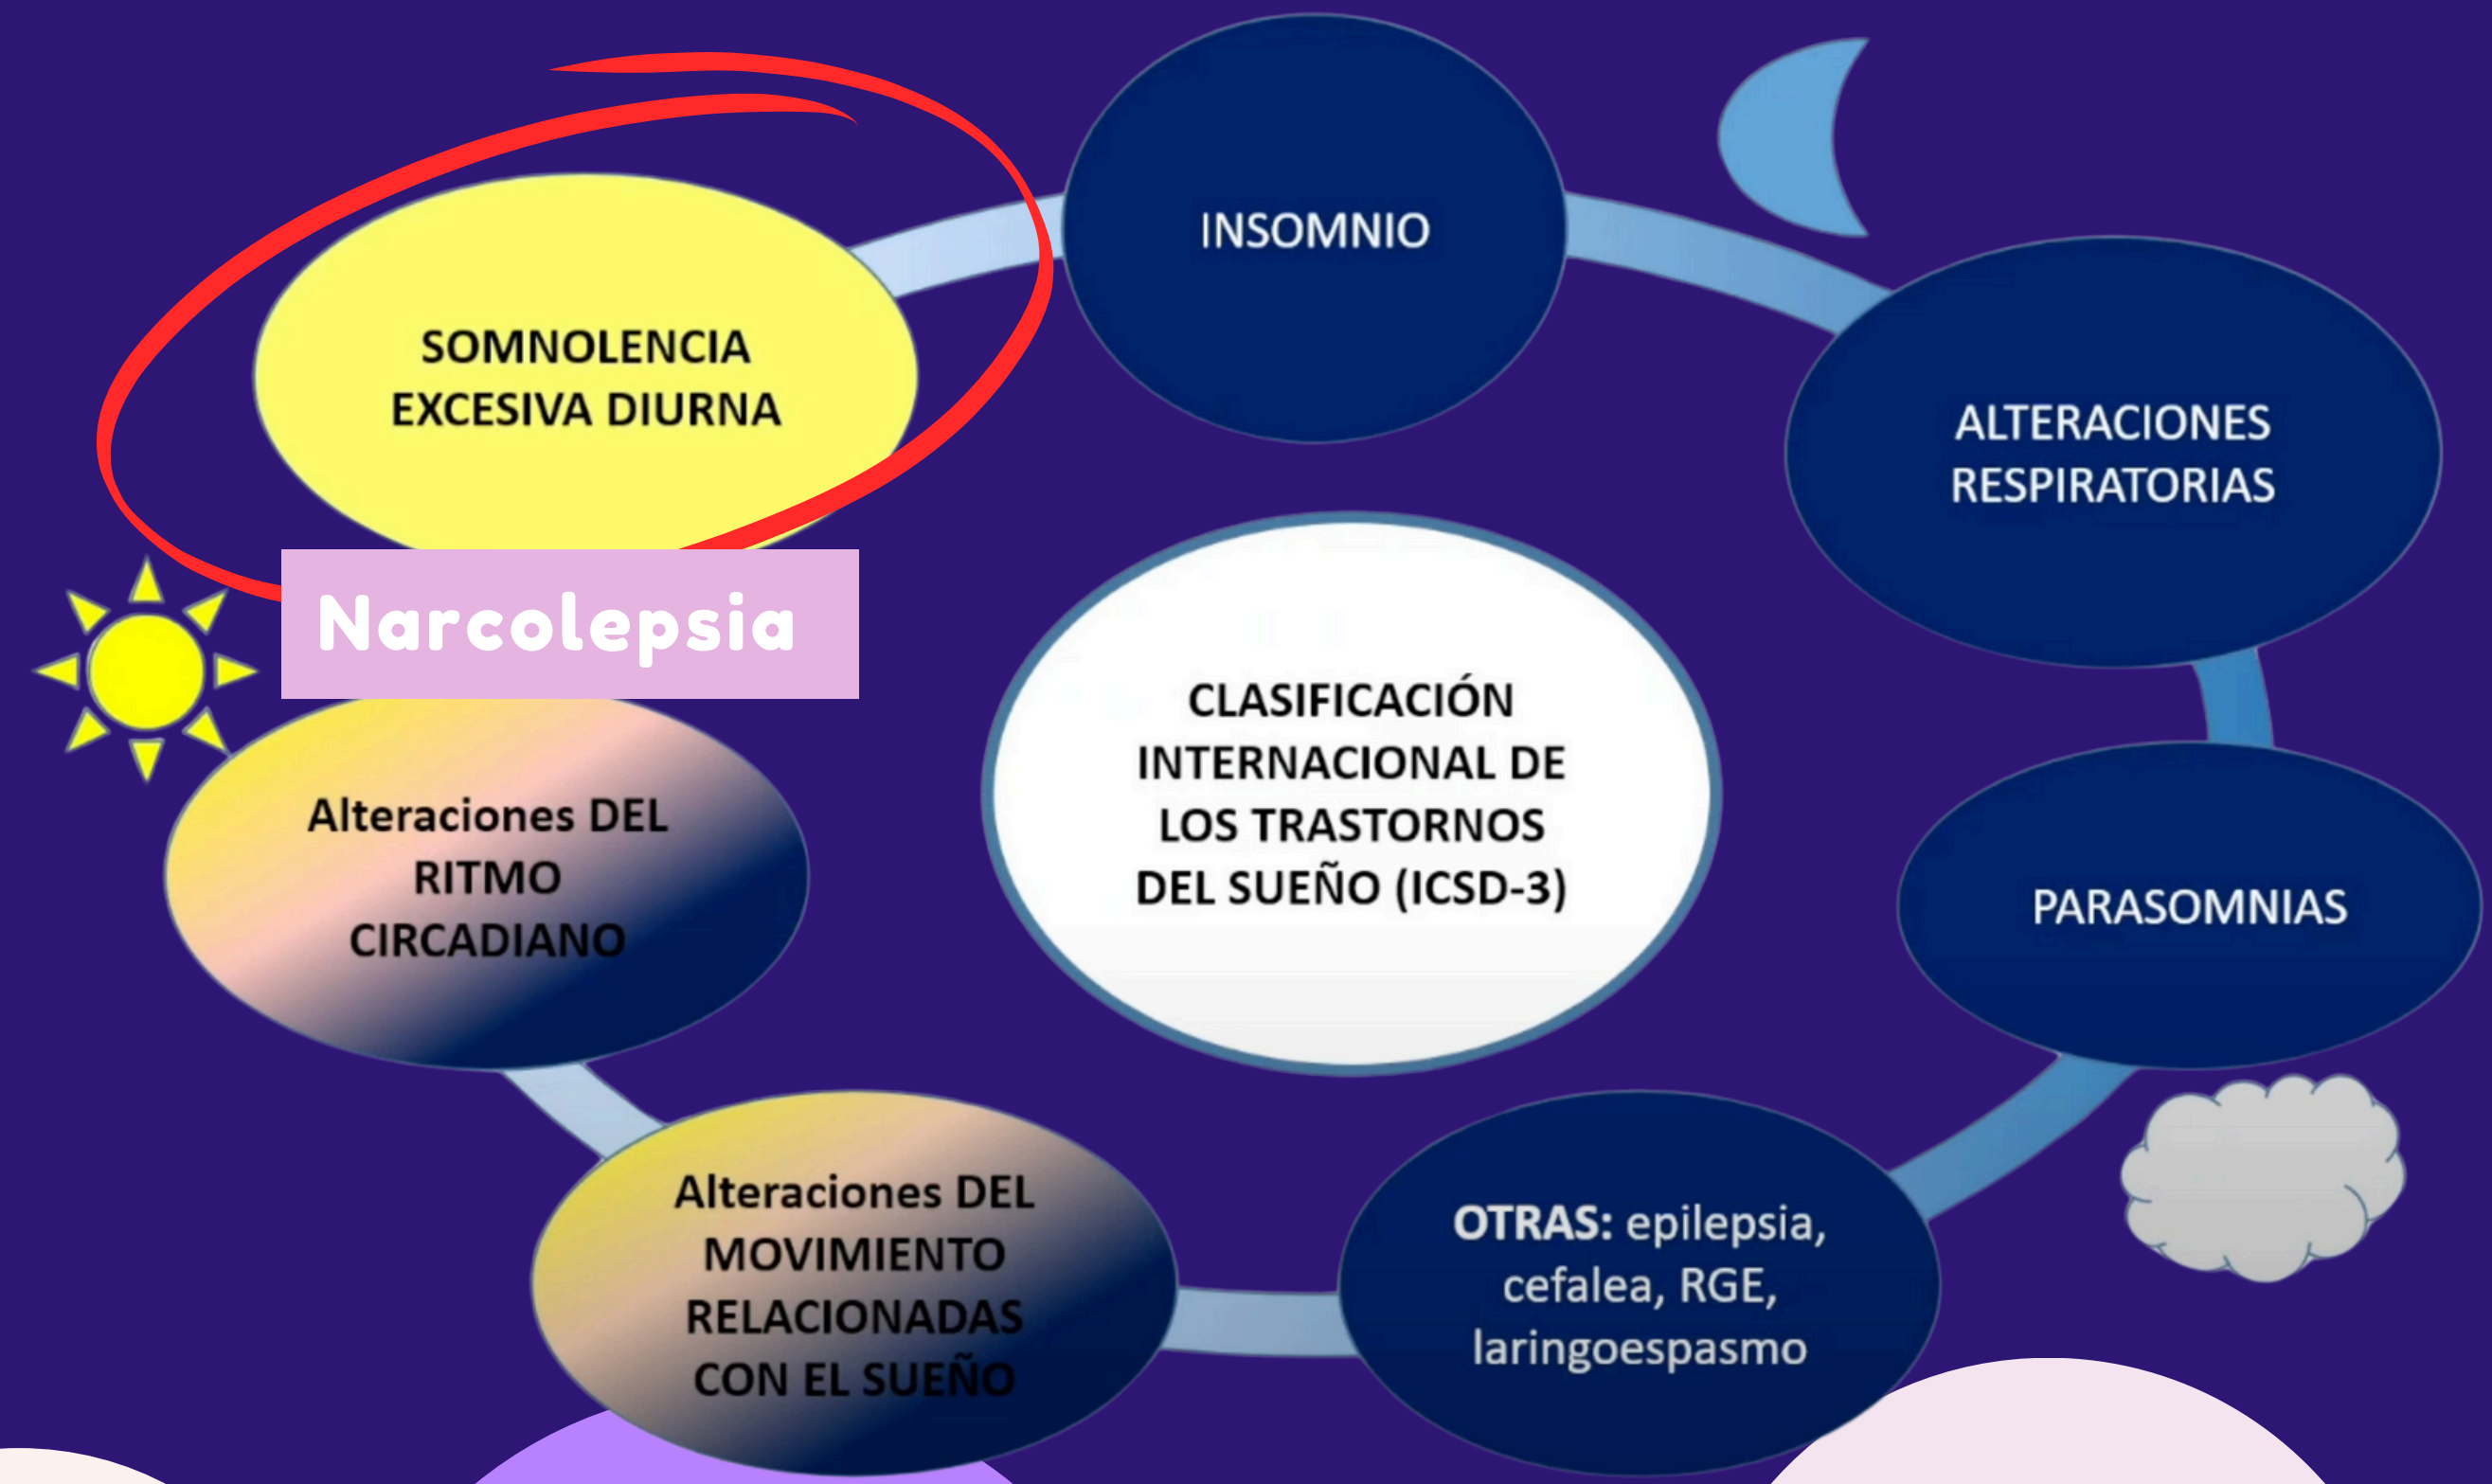 INSOMNIO
SOMNOLENCIA
EXCESIVA DIURNA
ALTERACIONES
RESPIRATORIAS
Narcolepsia
CLASIFICACIÓN
INTERNACIONAL DE
LOS TRASTORNOS
DEL SUEÑO (ICSD-3)
Alteraciones DEL
RITMO
CIRCADIANO
PARASOMNIAS
Alteraciones DEL
MOVIMIENTO
RELACIONADAS
CON EL SUEÑO
OTRAS: epilepsia,
cefalea, RGE,
laringoespasmo